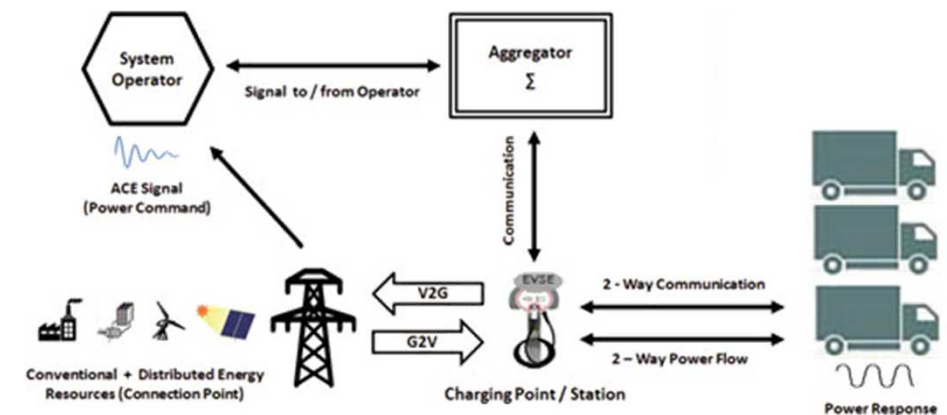 System
Operator
Signal to / from Operator
Aggregator
Σ
ACE Signal
(Power Command)
Communication
EVSE
V2G
G2V
2 - Way Communication
2 – Way Power Flow
Conventional + Distributed Energy
Resources (Connection Point)
Charging Point / Station
Power Response